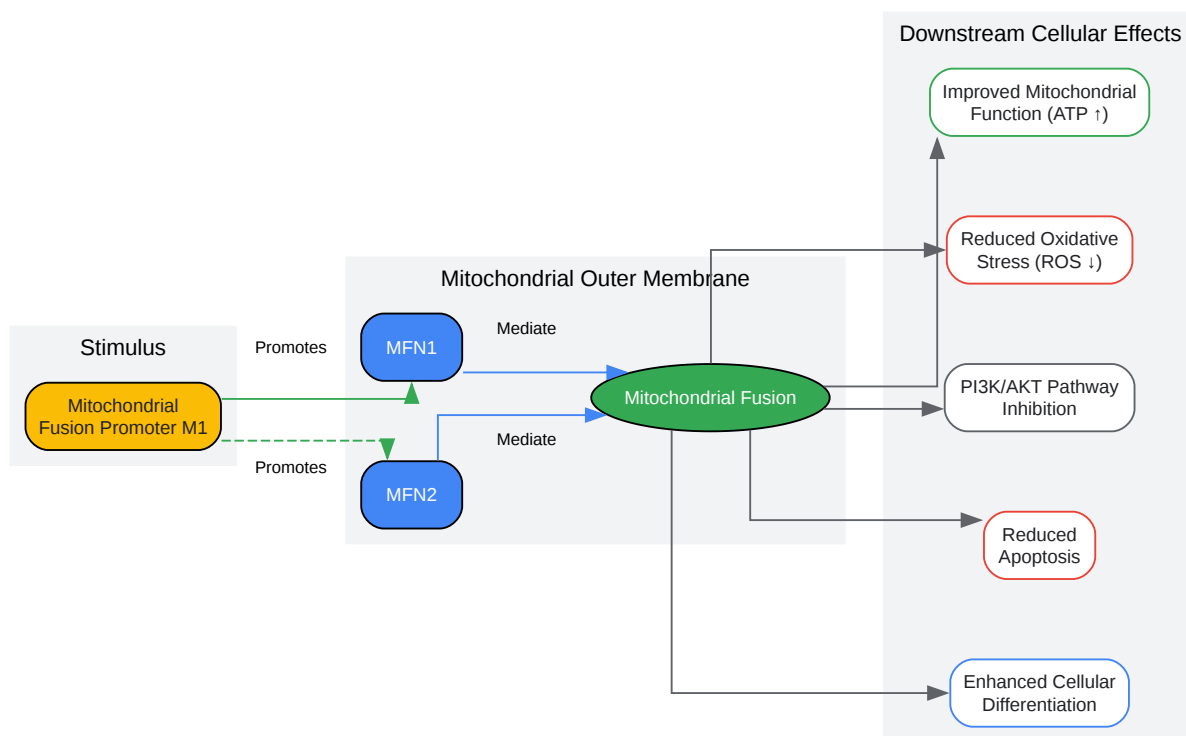 Downstream Cellular Effects
Improved Mitochondrial
Function (ATP ↑)
Reduced Oxidative
Stress (ROS ↓)
Mitochondrial Outer Membrane
Stimulus
Promotes
MFN1
Mediate
Mitochondrial
Fusion Promoter M1
Mitochondrial Fusion
PI3K/AKT Pathway
Inhibition
Promotes
Mediate
MFN2
Reduced
Apoptosis
Enhanced Cellular
Differentiation